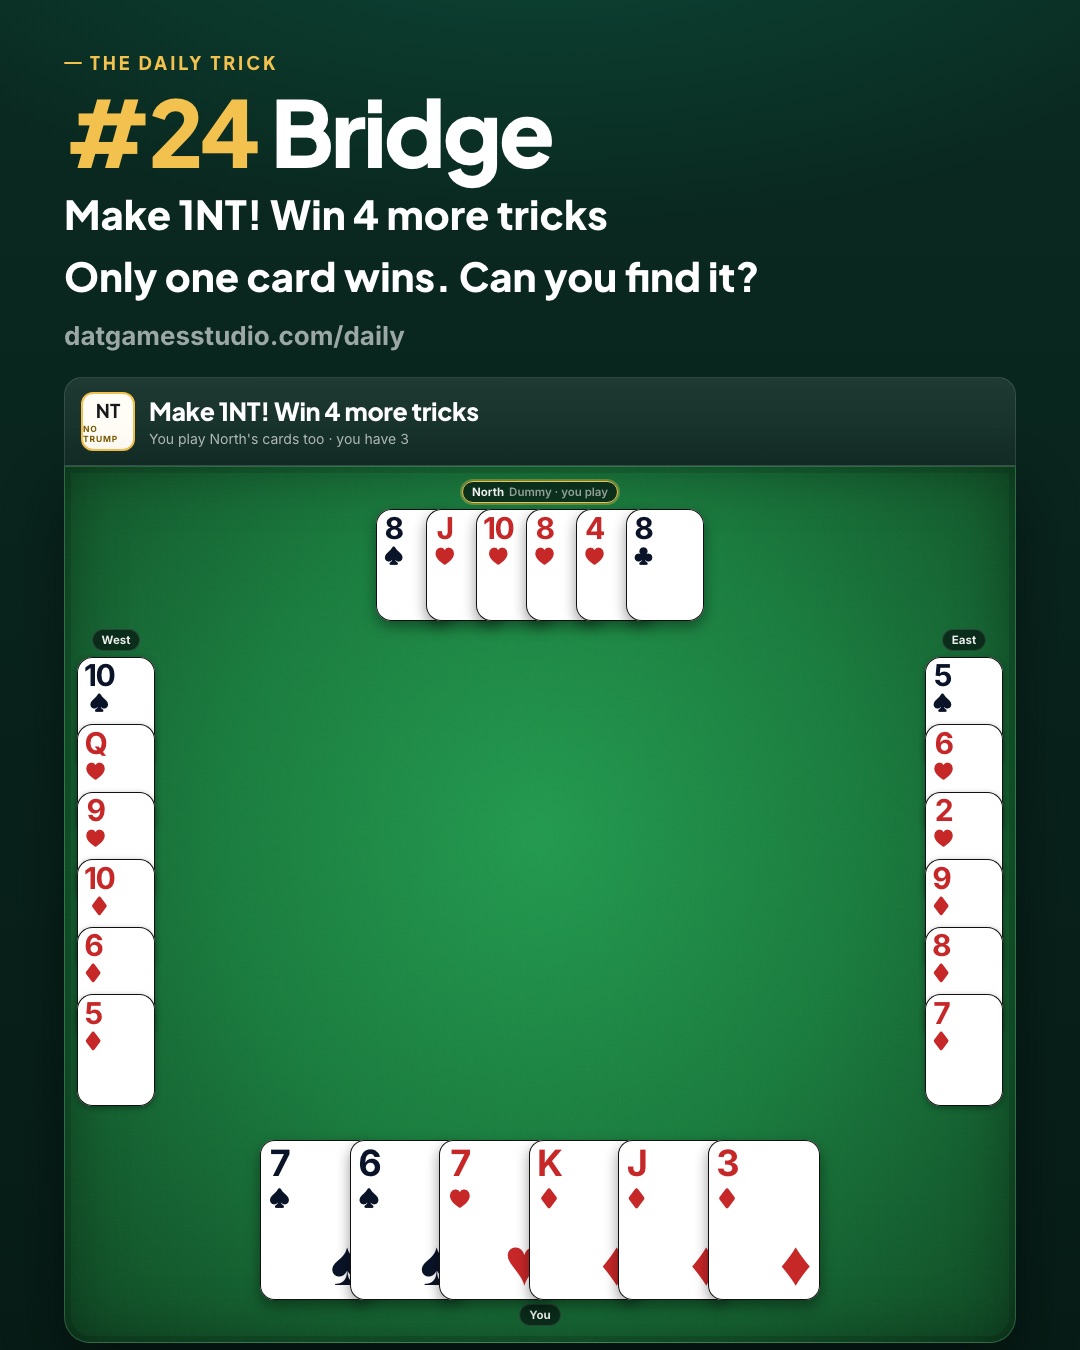 — THE DAILY TRICK
#24 Bridge
Make 1NT! Win 4 more tricks
Only one card wins. Can you find it?
datgamesstudio.com/daily
NT
NO TRUMP
Make 1NT! Win 4 more tricks
You play North's cards too · you have 3
North Dummy · you play
8♠ J♥ 10♥ 8♥ 4♥ 8♣
West
East
10♠
5♠
Q♥
6♥
9♥
2♥
10♦
9♦
6♦
8♦
5♦
7♦
7♠ 6♠ 7♥ K♦ J♦ 3♦
You